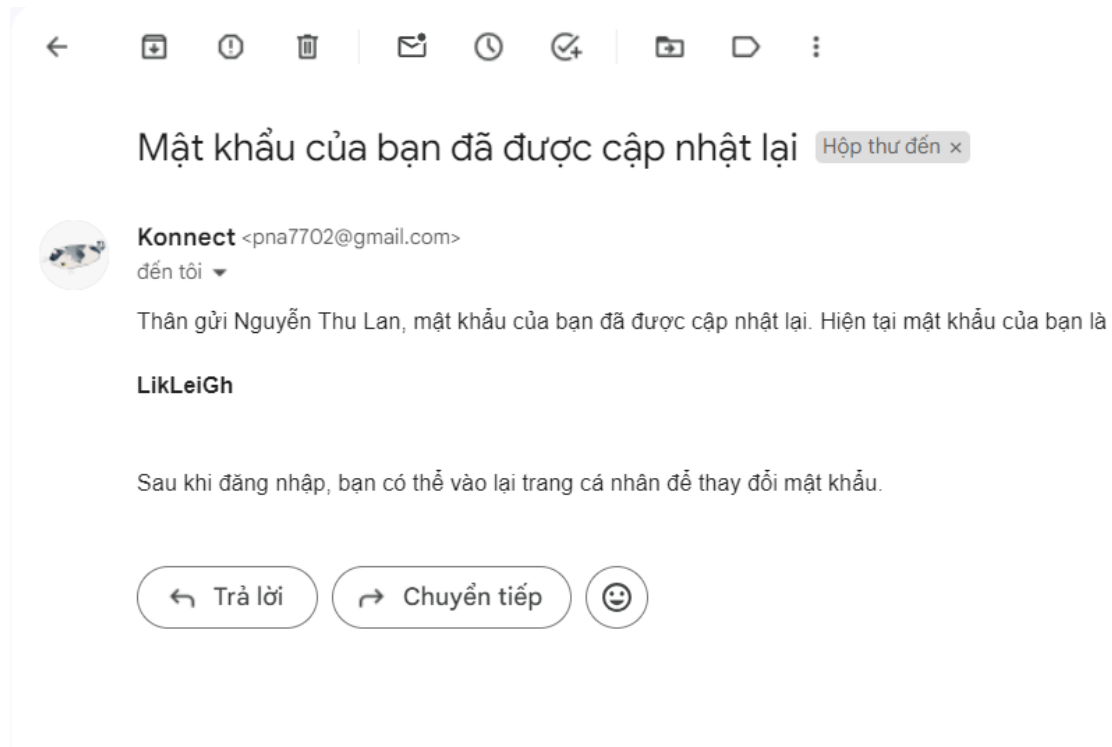 Mật khẩu của bạn đã được cập nhật lại Hộp thư đến ×
Konnect <pna7702@gmail.com>
đến tôi
Thân gửi Nguyễn Thu Lan, mật khẩu của bạn đã được cập nhật lại. Hiện tại mật khẩu của bạn là
LikLeiGh
Sau khi đăng nhập, bạn có thể vào lại trang cá nhân để thay đổi mật khẩu.
Trả lời Chuyển tiếp